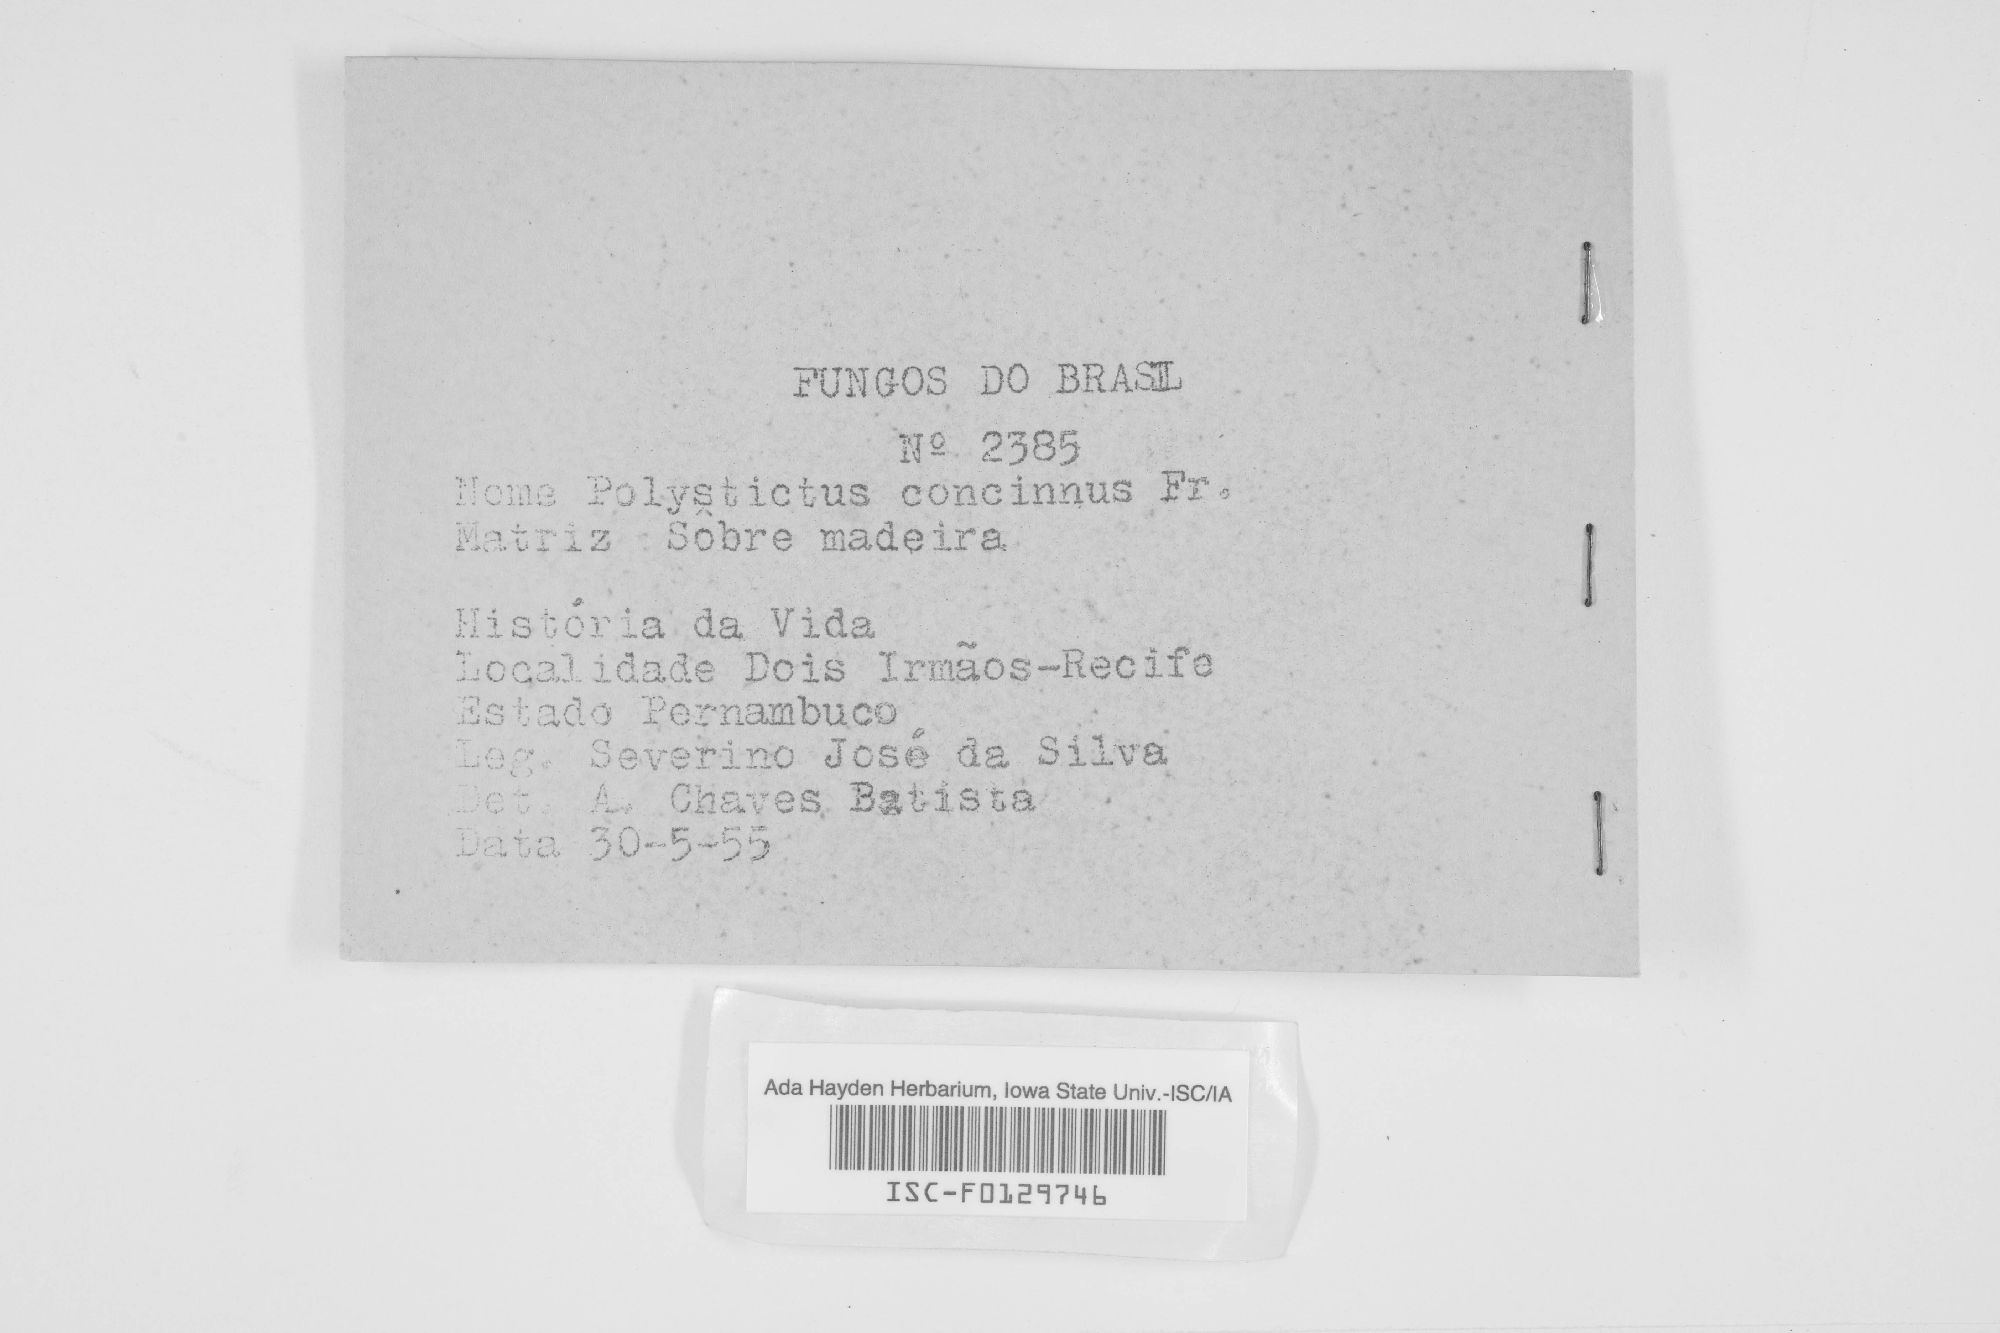 FUNGOS DO BRASIL
Nº 2385
Nome Polystictus concinnus Fr.
Matriz Sôbre madeira
História da Vida
Localidade Dois Irmãos-Recife
Estado Pernambuco
Leg. Severino José da Silva
Det. A. Chaves Batista
Data 30-5-55
Ada Hayden Herbarium, Iowa State Univ.-ISC/IA
ISC-F0129746